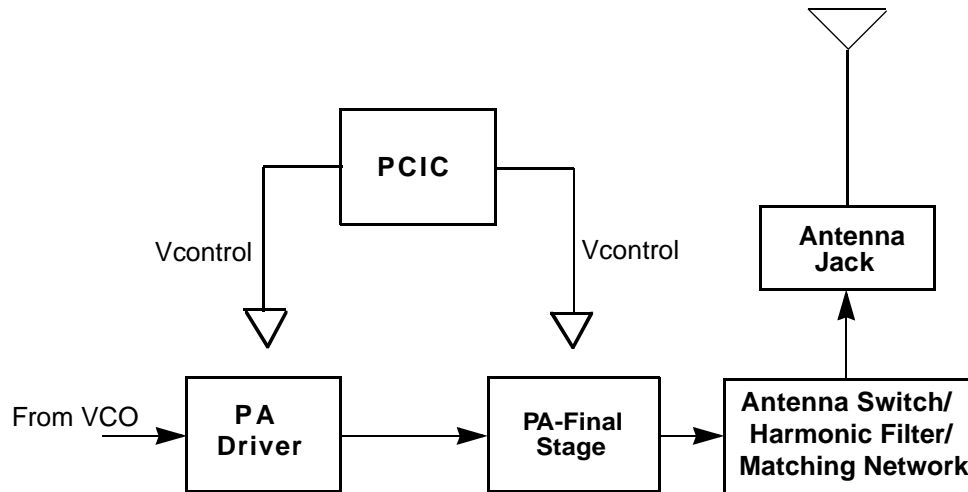 PCIC
Vcontrol
Vcontrol
Antenna
Jack
From VCO
PA
Driver
PA-Final
Stage
Antenna Switch/
Harmonic Filter/
Matching Network